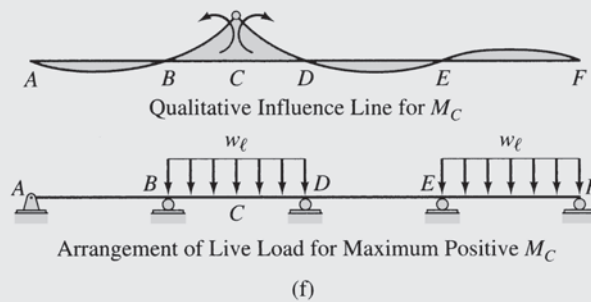 A B C D E F
Qualitative Influence Line for M_C
w_ℓ w_ℓ
A B D E
C
Arrangement of Live Load for Maximum Positive M_C
(f)